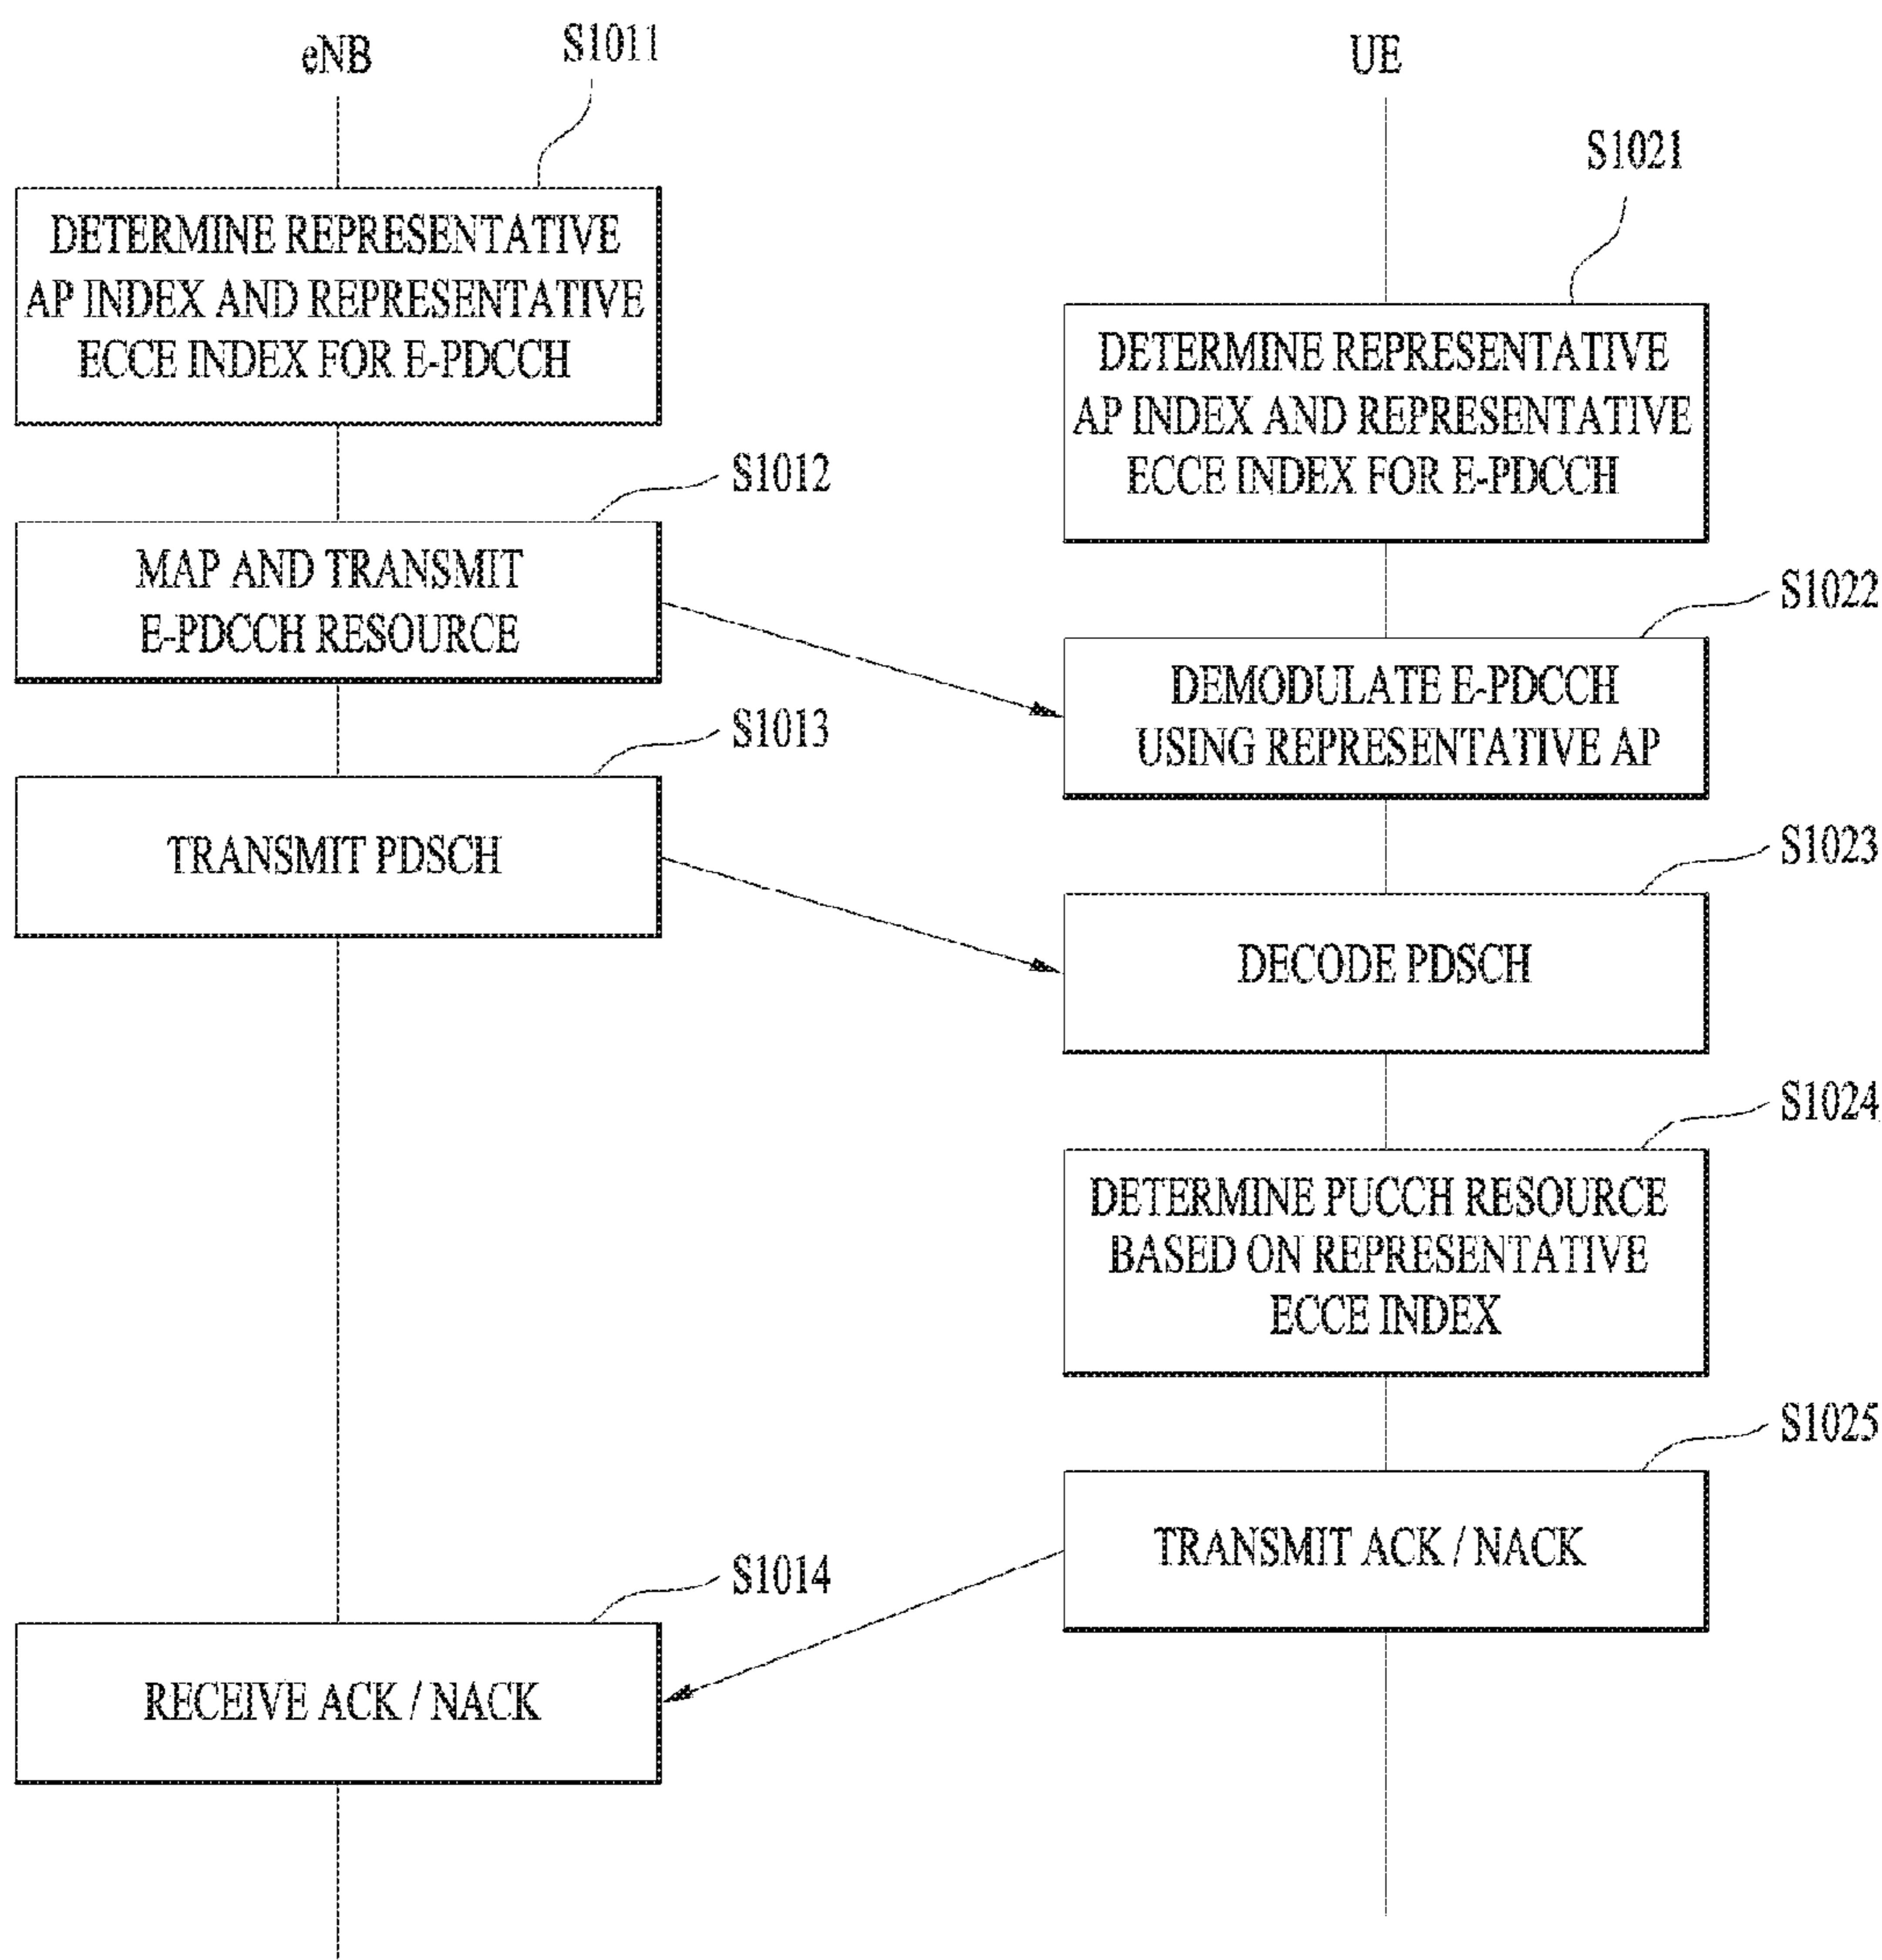 eNB
S1011
UE
S1021
DETERMINE REPRESENTATIVE
AP INDEX AND REPRESENTATIVE
ECCE INDEX FOR E-PDCCH
DETERMINE REPRESENTATIVE
AP INDEX AND REPRESENTATIVE
ECCE INDEX FOR E-PDCCH
S1012
MAP AND TRANSMIT
E-PDCCH RESOURCE
S1022
DEMODULATE E-PDCCH
USING REPRESENTATIVE AP
S1013
TRANSMIT PDSCH
S1023
DECODE PDSCH
S1024
DETERMINE PUCCH RESOURCE
BASED ON REPRESENTATIVE
ECCE INDEX
S1025
TRANSMIT ACK / NACK
S1014
RECEIVE ACK / NACK